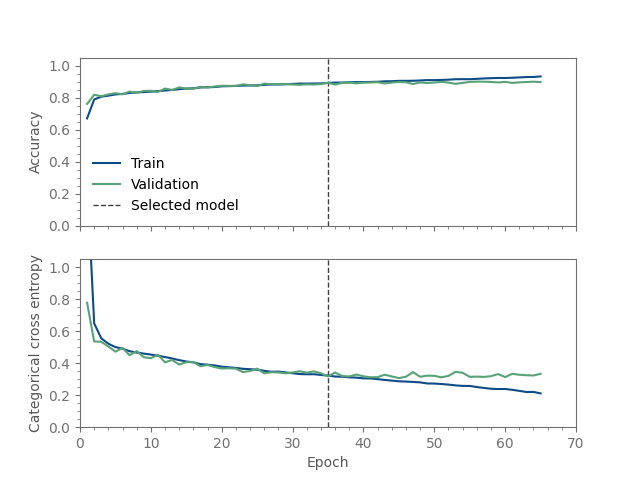 1.0
0.8
0.6
0.4
0.2
0.0
Accuracy
Train
Validation
Selected model
1.0
0.8
0.6
0.4
0.2
0.0
Categorical cross entropy
0 10 20 30 40 50 60 70
Epoch